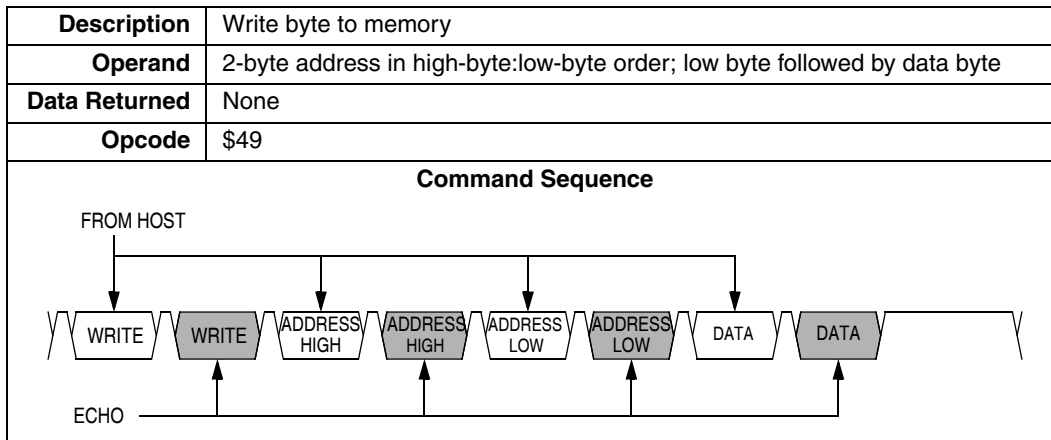 Description Write byte to memory
Operand 2-byte address in high-byte:low-byte order; low byte followed by data byte
Data Returned None
Opcode $49
Command Sequence
FROM HOST
WRITE WRITE ADDRESS HIGH ADDRESS HIGH ADDRESS LOW ADDRESS LOW DATA DATA
ECHO